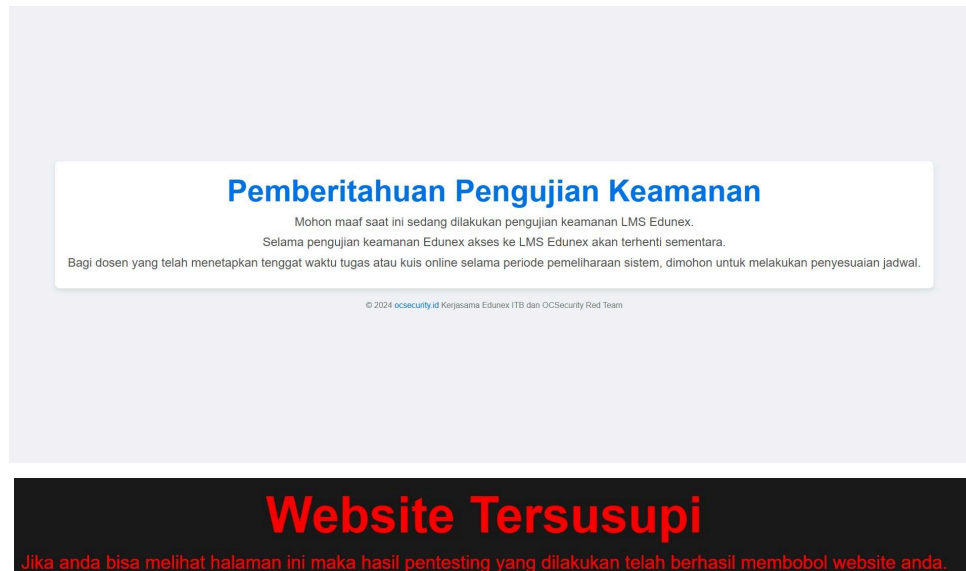 Pemberitahuan Pengujian Keamanan
Mohon maaf saat ini sedang dilakukan pengujian keamanan LMS Edunex.
Selama pengujian keamanan Edunex akses ke LMS Edunex akan terhenti sementara.
Bagi dosen yang telah menetapkan tenggat waktu tugas atau kuis online selama periode pemeliharaan sistem, dimohon untuk melakukan penyesuaian jadwal.
© 2024 ocsecurity.id Kerjasama Edunex ITB dan OCSecurity Red Team
Website Tersusupi
Jika anda bisa melihat halaman ini maka hasil pentesting yang dilakukan telah berhasil membobol website anda.